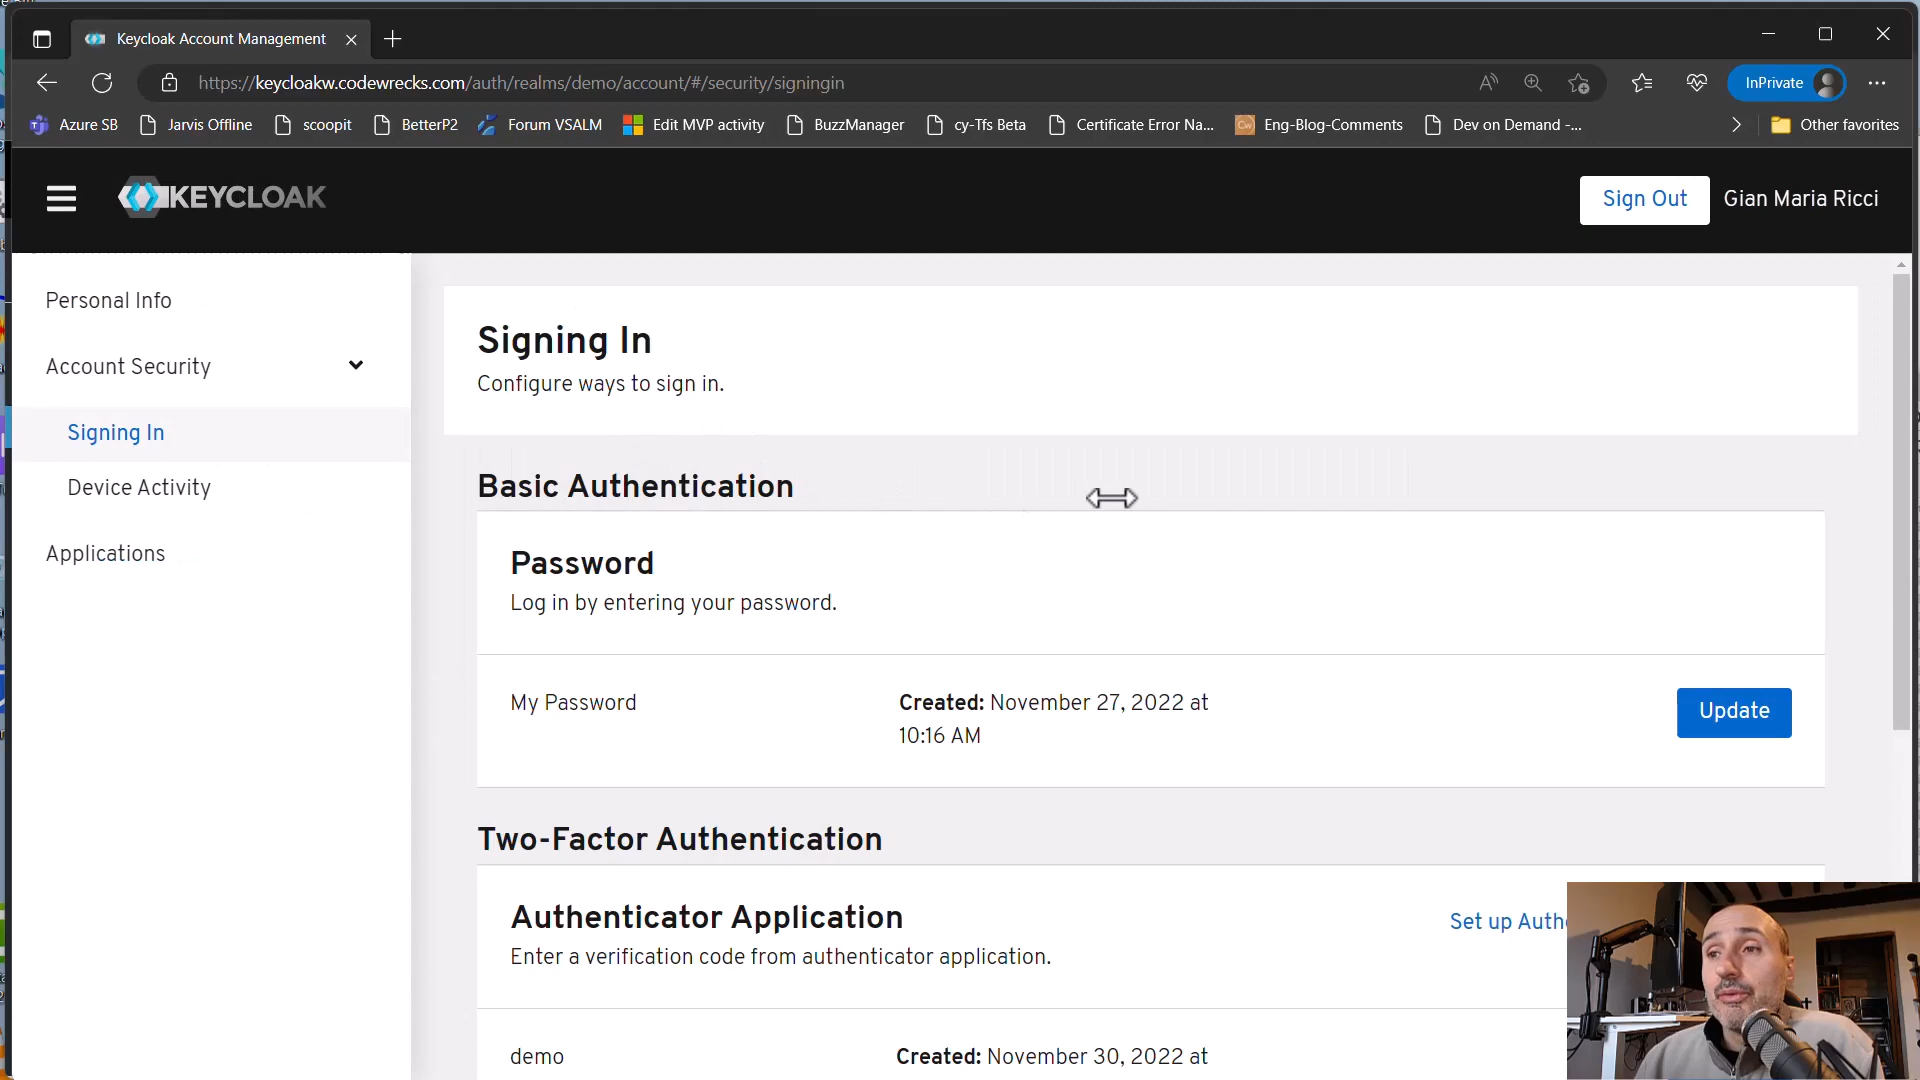 Keycloak Account Management
https://keycloakw.codewrecks.com/auth/realms/demo/account/#/security/signingin
InPrivate
Azure SB
Jarvis Offline
scoopit
BetterP2
Forum VSALM
Edit MVP activity
BuzzManager
cy-Tfs Beta
Certificate Error Na...
Eng-Blog-Comments
Dev on Demand -...
Other favorites
KEYCLOAK
Sign Out
Gian Maria Ricci
Personal Info
Account Security
Signing In
Device Activity
Applications
Signing In
Configure ways to sign in.
Basic Authentication
Password
Log in by entering your password.
My Password
Created: November 27, 2022 at
10:16 AM
Update
Two-Factor Authentication
Authenticator Application
Set up
Enter a verification code from authenticator application.
demo
Created: November 30, 2022 at